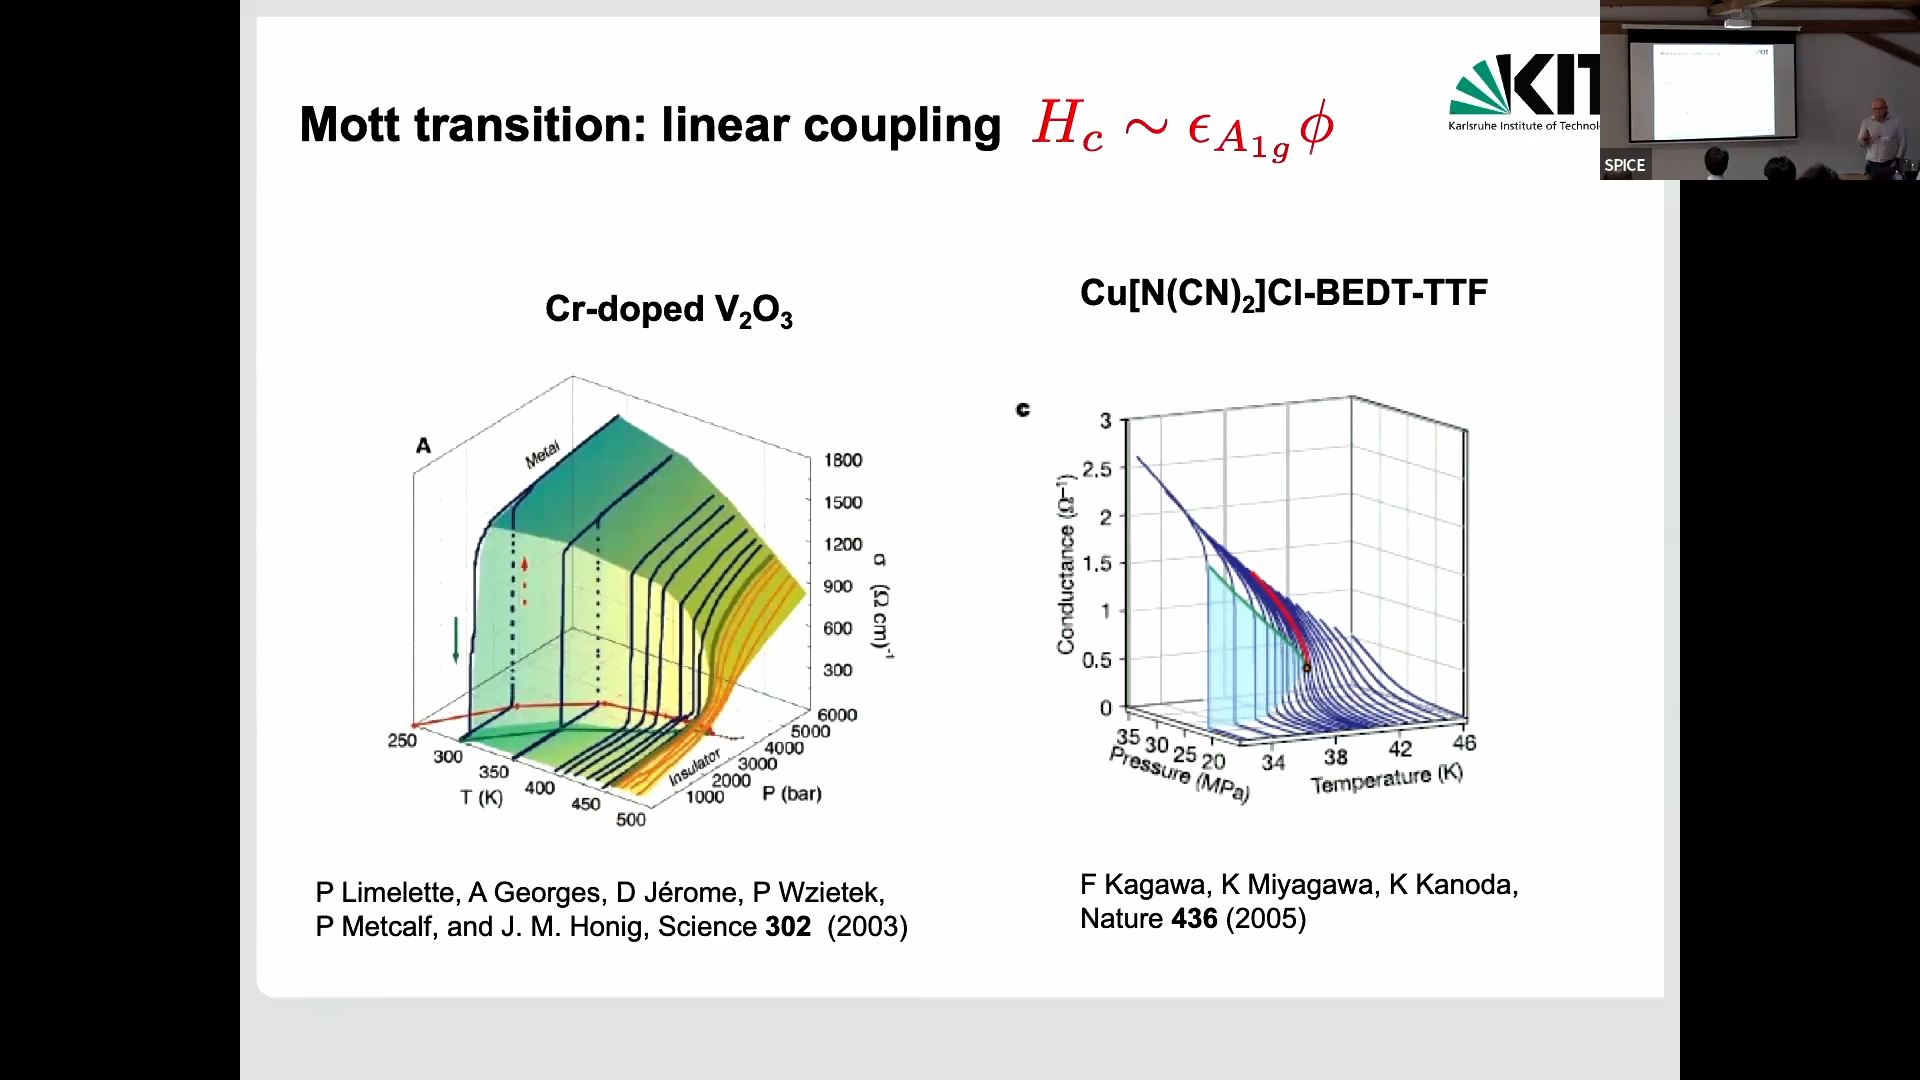 Mott transition: linear coupling H_c ~ ϵ_{A_{1g}} ϕ
KIT
Karlsruhe Institute of Technol
SPICE
Cr-doped V₂O₃
A
Metal
1800
1500
1200
900
600
300
σ (Ω cm)⁻¹
6000
5000
4000
3000
2000
1000
P (bar)
Insulator
250
300
350
400
450
500
T (K)
P Limelette, A Georges, D Jérome, P Wzietek,
P Metcalf, and J. M. Honig, Science 302 (2003)
Cu[N(CN)₂]Cl-BEDT-TTF
c
3
2.5
2
1.5
1
0.5
0
Conductance (Ω⁻¹)
35 30 25 20
Pressure (MPa)
34 38 42 46
Temperature (K)
F Kagawa, K Miyagawa, K Kanoda,
Nature 436 (2005)